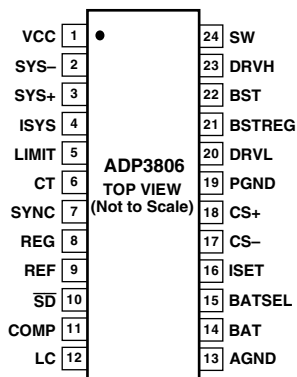 VCC 1
SYS– 2
SYS+ 3
ISYS 4
LIMIT 5
CT 6
SYNC 7
REG 8
REF 9
S̅D̅ 10
COMP 11
LC 12
ADP3806
TOP VIEW
(Not to Scale)
24 SW
23 DRVH
22 BST
21 BSTREG
20 DRVL
19 PGND
18 CS+
17 CS–
16 ISET
15 BATSEL
14 BAT
13 AGND